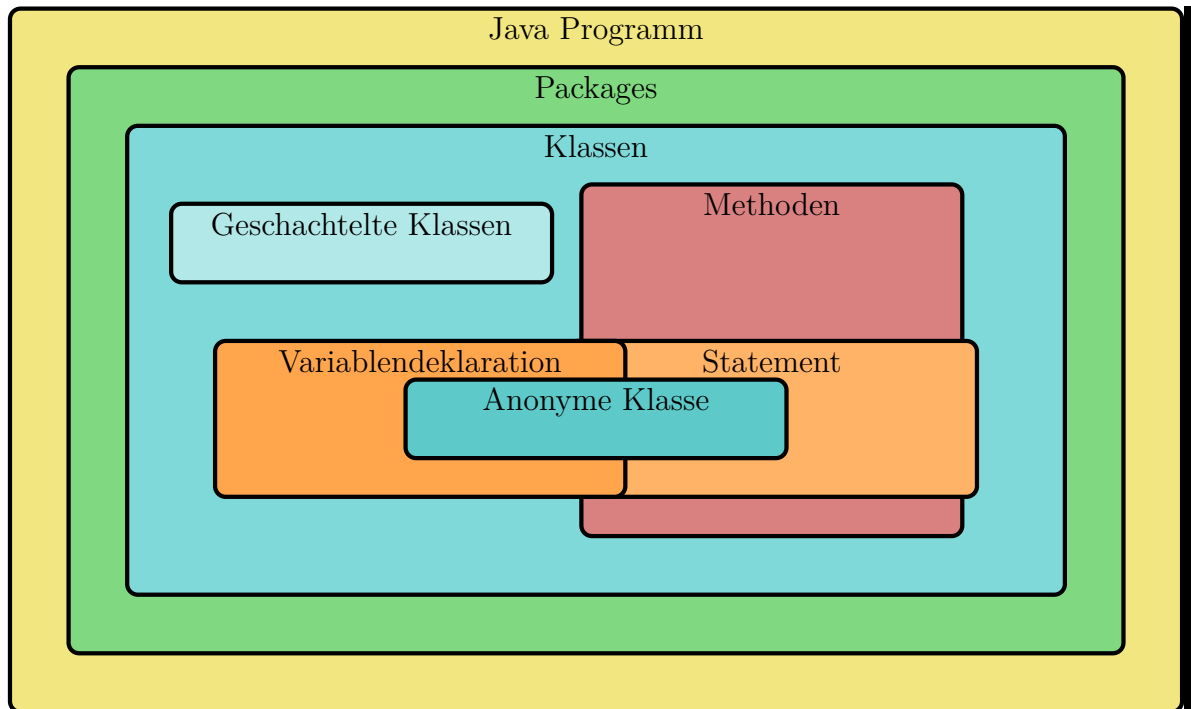 Java Programm
Packages
Klassen
Methoden
Geschachtelte Klassen
Variablendeklaration
Statement
Anonyme Klasse